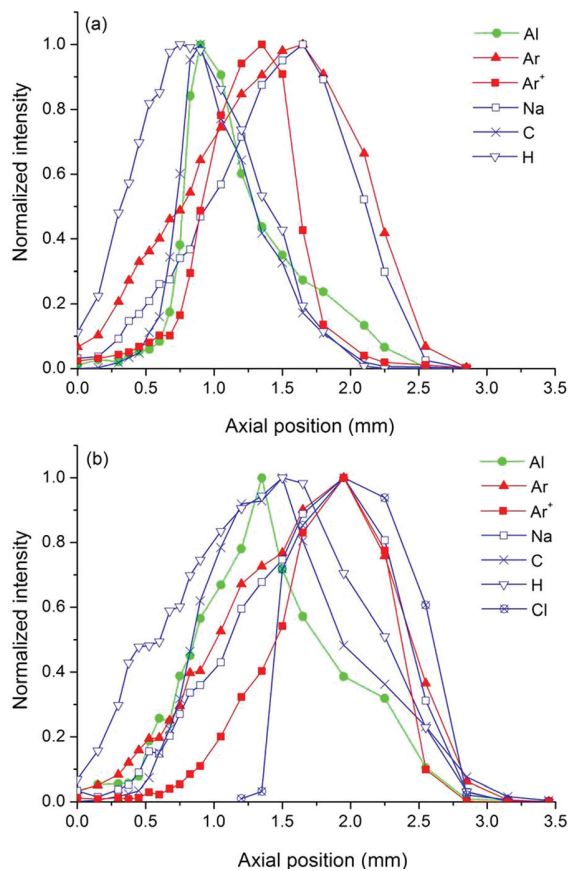 (a)
Al
Ar
Ar+
Na
C
H
Normalized intensity
1.0
0.8
0.6
0.4
0.2
0.0
0.0 0.5 1.0 1.5 2.0 2.5 3.0 3.5
Axial position (mm)
(b)
Al
Ar
Ar+
Na
C
H
Cl
Normalized intensity
1.0
0.8
0.6
0.4
0.2
0.0
0.0 0.5 1.0 1.5 2.0 2.5 3.0 3.5
Axial position (mm)